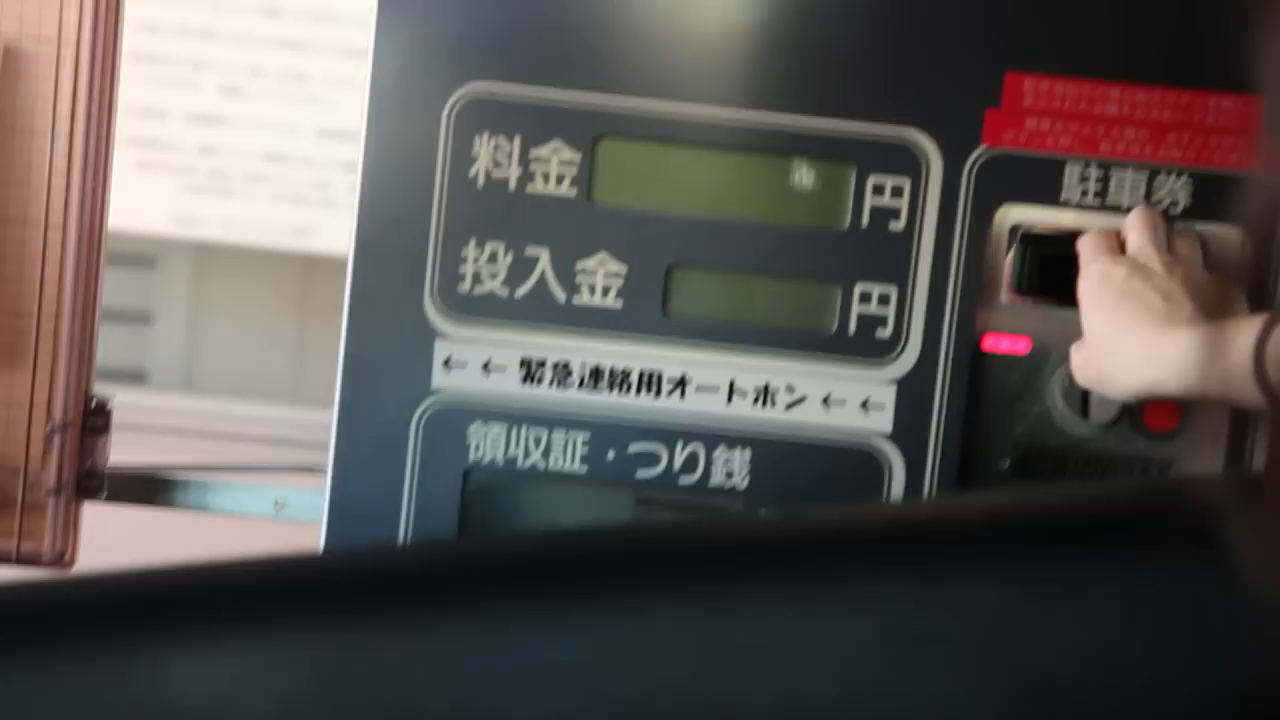 料金 円
投入金 円
← ← 緊急連絡用オートホン ← ←
領収証・つり銭
駐車券